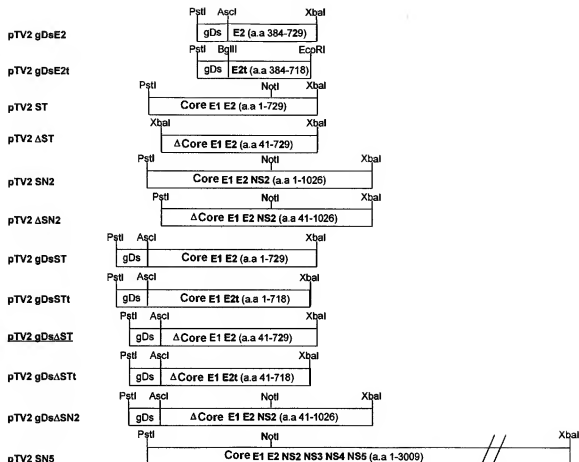 PstI AscI XbaI
pTV2 gDsE2 gDs E2 (a.a 384-729)
PstI BglII EcoRI
pTV2 gDsE2t gDs E2t (a.a 384-718)
PstI NotI XbaI
pTV2 ST Core E1 E2 (a.a 1-729)
XbaI XbaI
pTV2 ΔST ΔCore E1 E2 (a.a 41-729)
PstI NotI XbaI
pTV2 SN2 Core E1 E2 NS2 (a.a 1-1026)
PstI NotI XbaI
pTV2 ΔSN2 ΔCore E1 E2 NS2 (a.a 41-1026)
PstI AscI XbaI
pTV2 gDsST gDs Core E1 E2 (a.a 1-729)
PstI AscI XbaI
pTV2 gDsSTt gDs Core E1 E2t (a.a 1-718)
PstI AscI XbaI
pTV2 gDsΔST gDs ΔCore E1 E2 (a.a 41-729)
PstI AscI XbaI
pTV2 gDsΔSTt gDs ΔCore E1 E2t (a.a 41-718)
PstI AscI NotI XbaI
pTV2 gDsΔSN2 gDs ΔCore E1 E2 NS2 (a.a 41-1026)
PstI NotI XbaI
pTV2 SN5 Core E1 E2 NS2 NS3 NS4 NS5 (a.a 1-3009)